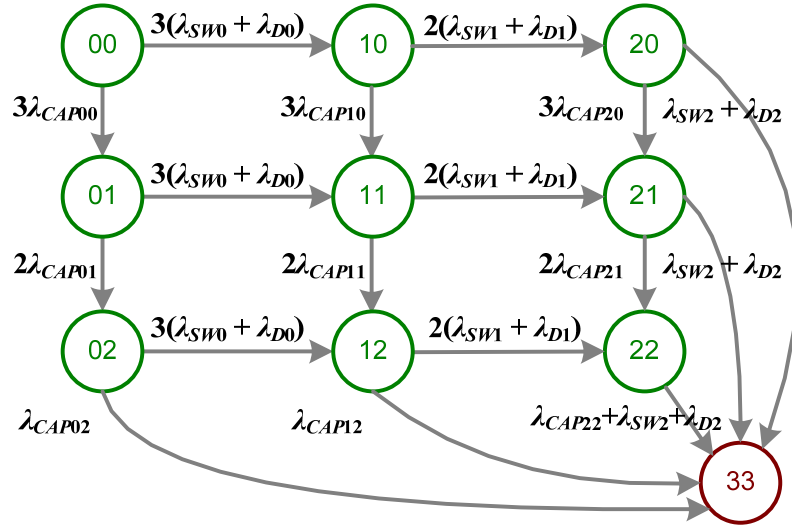 00 3(λSW0 + λD0) 10 2(λSW1 + λD1) 20
3λCAP00 3λCAP10 3λCAP20 λSW2 + λD2
01 3(λSW0 + λD0) 11 2(λSW1 + λD1) 21
2λCAP01 2λCAP11 2λCAP21 λSW2 + λD2
02 3(λSW0 + λD0) 12 2(λSW1 + λD1) 22
λCAP02 λCAP12 λCAP22+λSW2+λD2
33